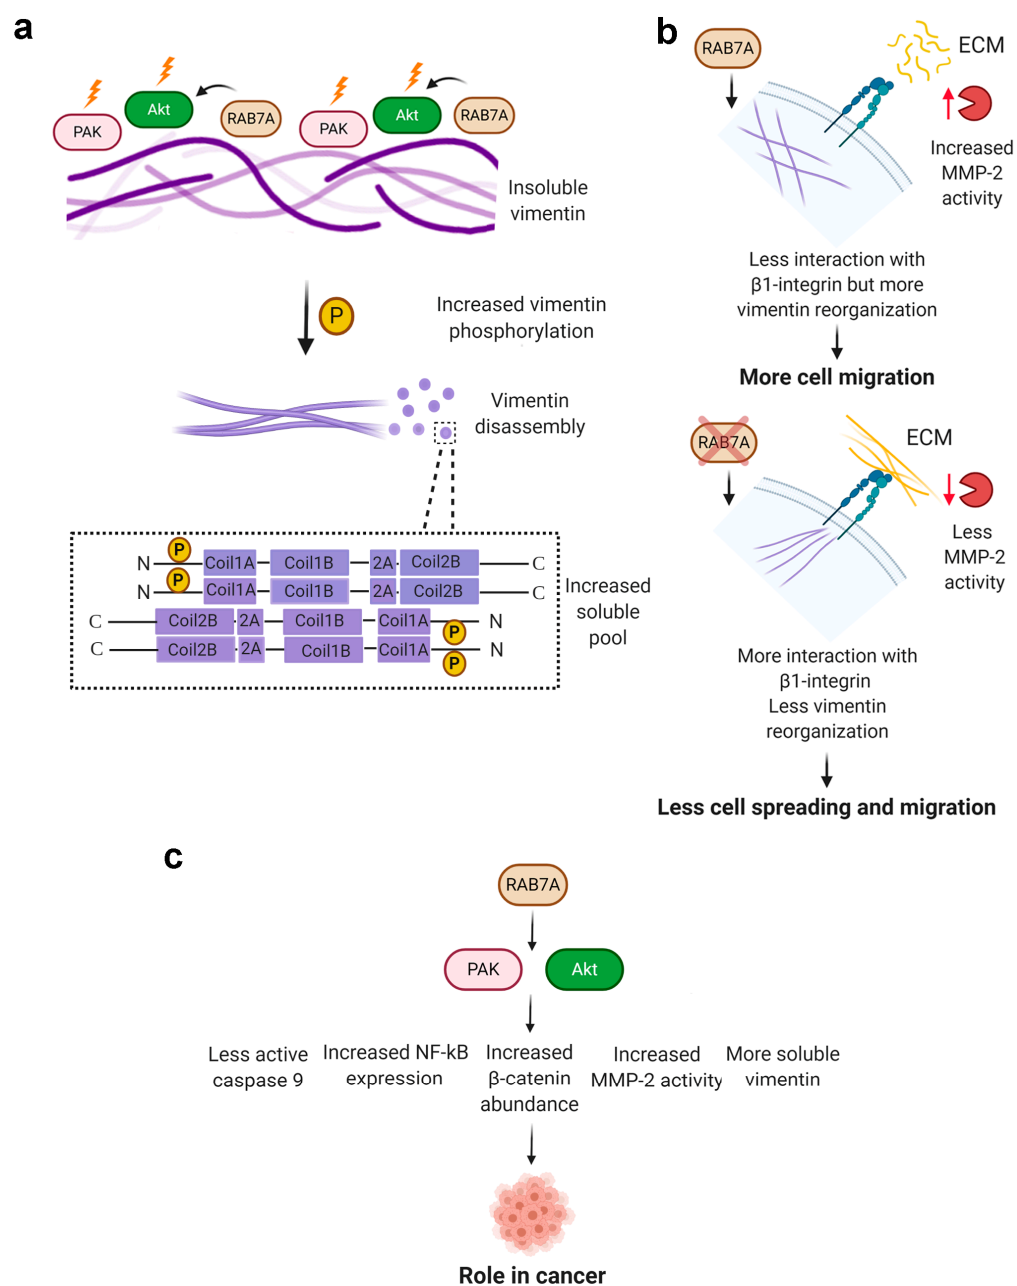 a
PAK
Akt
RAB7A
PAK
Akt
RAB7A
Insoluble
vimentin
P
Increased vimentin
phosphorylation
Vimentin
disassembly
P
N
Coil1A
Coil1B
2A
Coil2B
C
P
N
Coil1A
Coil1B
2A
Coil2B
C
C
Coil2B
2A
Coil1B
Coil1A
N
P
C
Coil2B
2A
Coil1B
Coil1A
N
P
Increased
soluble
pool
b
RAB7A
ECM
Increased
MMP-2
activity
Less interaction with
β1-integrin but more
vimentin reorganization
More cell migration
RAB7A
ECM
Less
MMP-2
activity
More interaction with
β1-integrin
Less vimentin
reorganization
Less cell spreading and migration
c
RAB7A
PAK
Akt
Less active
caspase 9
Increased NF-kB
expression
Increased
β-catenin
abundance
Increased
MMP-2 activity
More soluble
vimentin
Role in cancer